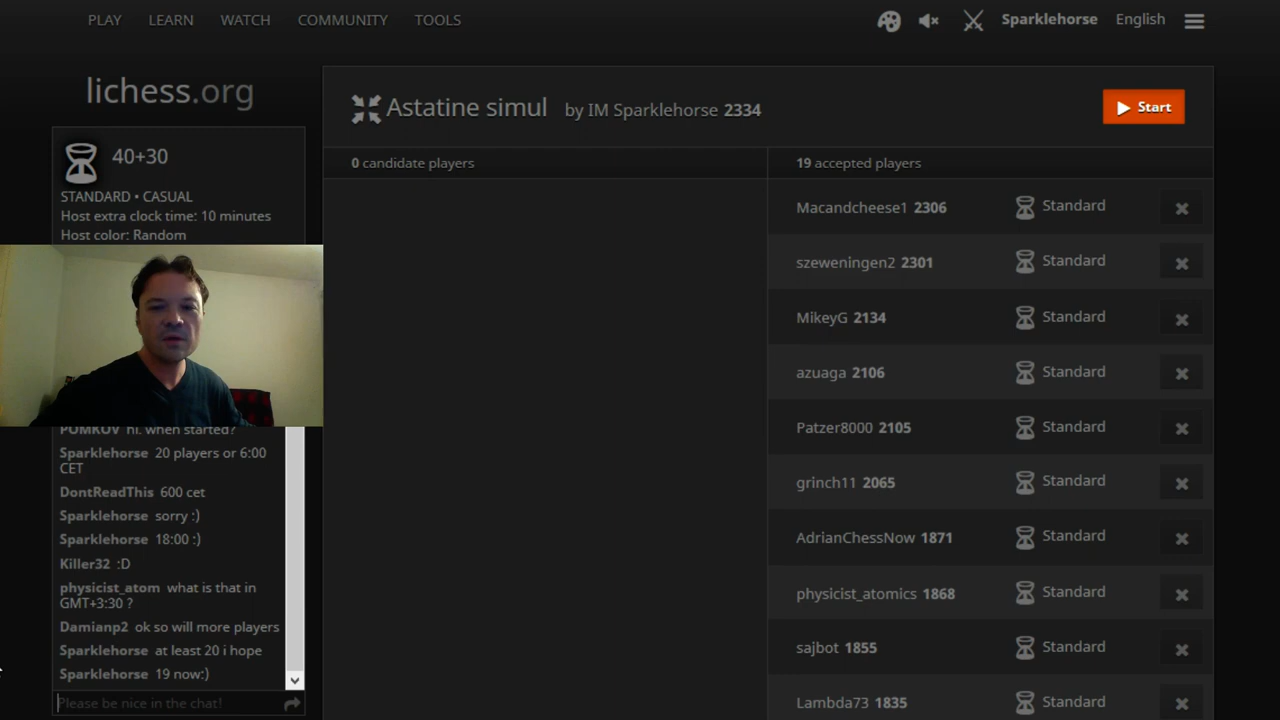 PLAY LEARN WATCH COMMUNITY TOOLS Sparklehorse English
lichess.org
40+30
STANDARD • CASUAL
Host extra clock time: 10 minutes
Host color: Random
POMKOV hi. when started?
Sparklehorse 20 players or 6:00
CET
DontReadThis 600 cet
Sparklehorse sorry :)
Sparklehorse 18:00 :)
Killer32 :D
physicist_atom what is that in
GMT+3:30 ?
Damianp2 ok so will more players
Sparklehorse at least 20 i hope
Sparklehorse 19 now:)
Please be nice in the chat!
Astatine simul by IM Sparklehorse 2334
Start
0 candidate players
19 accepted players
Macandcheese1 2306 Standard
szeweningen2 2301 Standard
MikeyG 2134 Standard
azuaga 2106 Standard
Patzer8000 2105 Standard
grinch11 2065 Standard
AdrianChessNow 1871 Standard
physicist_atomics 1868 Standard
sajbot 1855 Standard
Lambda73 1835 Standard